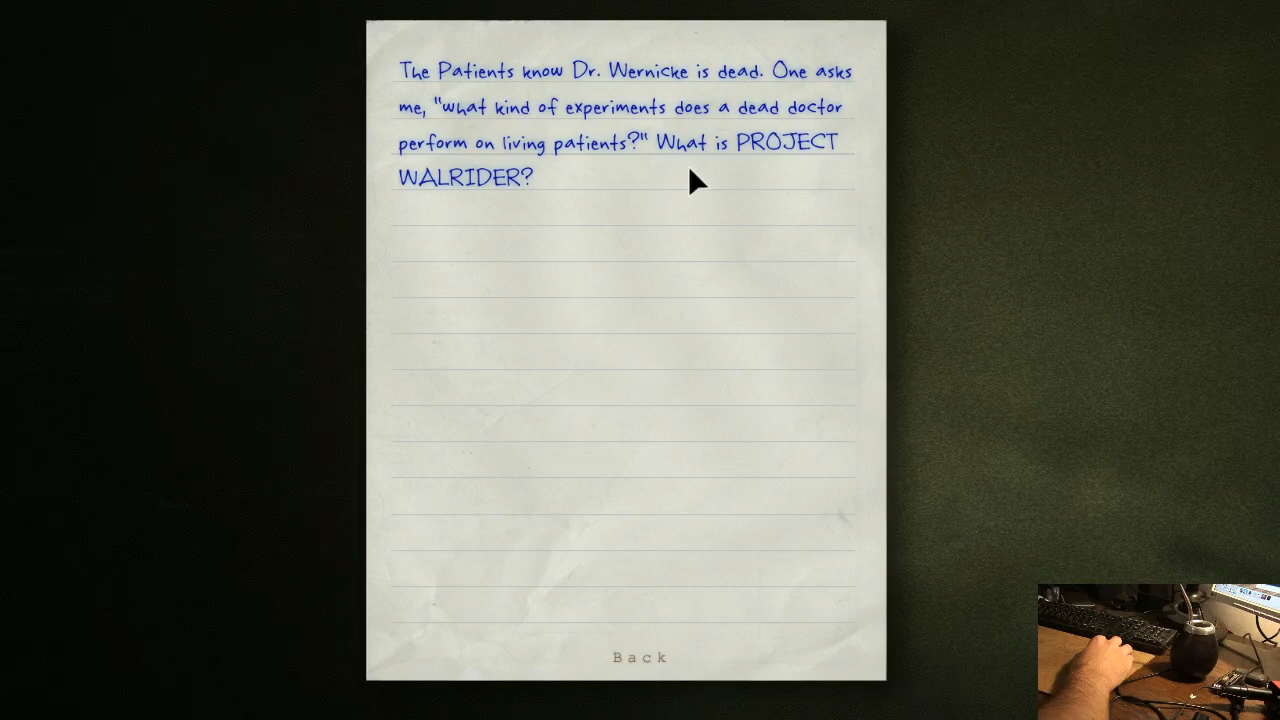 The Patients know Dr. Wernicke is dead. One asks
me, "what kind of experiments does a dead doctor
perform on living patients?" What is PROJECT
WALRIDER?
Back